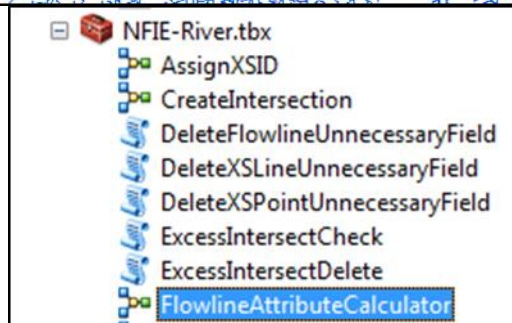 NFIE-River.tbx
AssignXSID
CreateIntersection
DeleteFlowlineUnnecessaryField
DeleteXSLineUnnecessaryField
DeleteXSPointUnnecessaryField
ExcessIntersectCheck
ExcessIntersectDelete
FlowlineAttributeCalculator